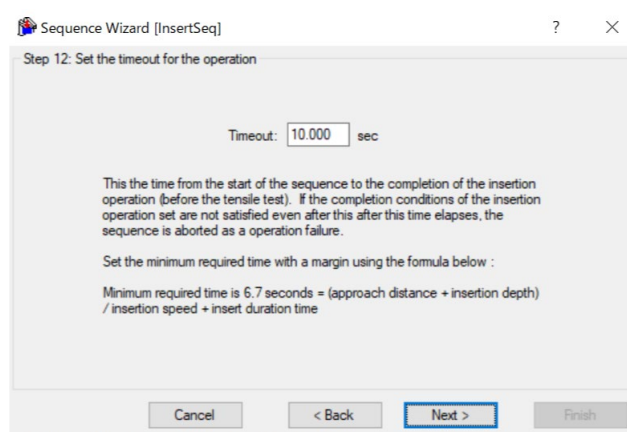 Sequence Wizard [InsertSeq] ? ×
Step 12: Set the timeout for the operation
Timeout: 10.000 sec
This the time from the start of the sequence to the completion of the insertion
operation (before the tensile test). If the completion conditions of the insertion
operation set are not satisfied even after this after this time elapses, the
sequence is aborted as a operation failure.
Set the minimum required time with a margin using the formula below :
Minimum required time is 6.7 seconds = (approach distance + insertion depth)
/ insertion speed + insert duration time
Cancel < Back Next > Finish